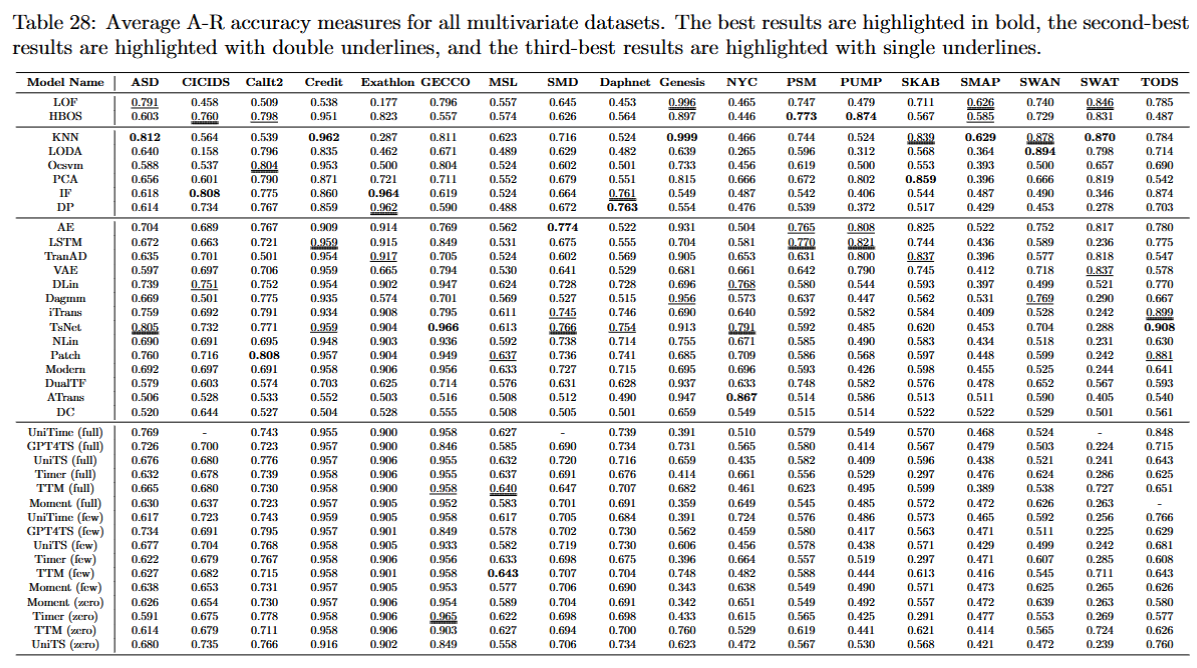 Table 28: Average A-R accuracy measures for all multivariate datasets. The best results are highlighted in bold, the second-best
results are highlighted with double underlines, and the third-best results are highlighted with single underlines.
Model Name ASD CICIDS CalIt2 Credit Exathlon GECCO MSL SMD Daphnet Genesis NYC PSM PUMP SKAB SMAP SWAN SWAT TODS
LOF 0.791 0.458 0.509 0.538 0.177 0.796 0.557 0.645 0.453 0.996 0.465 0.747 0.479 0.711 0.626 0.740 0.846 0.785
HBOS 0.603 0.760 0.798 0.951 0.823 0.557 0.574 0.626 0.564 0.897 0.446 0.773 0.874 0.567 0.585 0.729 0.831 0.487
KNN 0.812 0.564 0.539 0.962 0.287 0.811 0.623 0.716 0.524 0.999 0.466 0.744 0.524 0.839 0.629 0.878 0.870 0.784
LODA 0.640 0.158 0.796 0.835 0.462 0.671 0.489 0.629 0.482 0.639 0.265 0.596 0.312 0.568 0.364 0.894 0.798 0.714
Ocsvm 0.588 0.537 0.804 0.953 0.500 0.804 0.524 0.602 0.501 0.733 0.456 0.619 0.500 0.553 0.393 0.500 0.657 0.690
PCA 0.656 0.601 0.790 0.871 0.721 0.711 0.552 0.679 0.551 0.815 0.666 0.672 0.802 0.859 0.396 0.666 0.819 0.542
IF 0.618 0.808 0.775 0.860 0.964 0.619 0.524 0.664 0.761 0.549 0.487 0.542 0.406 0.544 0.487 0.490 0.346 0.874
DP 0.614 0.734 0.767 0.859 0.962 0.590 0.488 0.672 0.763 0.554 0.476 0.539 0.372 0.517 0.429 0.453 0.278 0.703
AE 0.704 0.689 0.767 0.909 0.914 0.769 0.562 0.774 0.522 0.931 0.504 0.765 0.808 0.825 0.522 0.752 0.817 0.780
LSTM 0.672 0.663 0.721 0.959 0.915 0.849 0.531 0.675 0.555 0.704 0.581 0.770 0.821 0.744 0.436 0.589 0.236 0.775
TranAD 0.635 0.701 0.501 0.954 0.917 0.705 0.524 0.602 0.569 0.905 0.653 0.631 0.800 0.837 0.396 0.577 0.818 0.547
VAE 0.597 0.697 0.706 0.959 0.665 0.794 0.530 0.641 0.529 0.681 0.661 0.642 0.790 0.745 0.412 0.718 0.837 0.578
DLin 0.739 0.751 0.752 0.954 0.902 0.947 0.624 0.728 0.728 0.696 0.768 0.580 0.544 0.593 0.397 0.499 0.521 0.770
Dagmm 0.669 0.501 0.775 0.935 0.574 0.701 0.569 0.527 0.515 0.956 0.573 0.637 0.447 0.562 0.531 0.769 0.290 0.667
iTrans 0.759 0.692 0.791 0.934 0.908 0.795 0.611 0.745 0.746 0.690 0.640 0.592 0.582 0.584 0.409 0.528 0.242 0.899
TsNet 0.805 0.732 0.771 0.959 0.904 0.966 0.613 0.766 0.754 0.913 0.791 0.592 0.485 0.620 0.453 0.704 0.288 0.908
NLin 0.690 0.691 0.695 0.948 0.903 0.936 0.592 0.738 0.714 0.755 0.671 0.585 0.490 0.583 0.434 0.518 0.231 0.630
Patch 0.760 0.716 0.808 0.957 0.904 0.949 0.637 0.736 0.741 0.685 0.709 0.586 0.568 0.597 0.448 0.599 0.242 0.881
Modern 0.692 0.697 0.691 0.958 0.906 0.956 0.633 0.727 0.715 0.695 0.696 0.593 0.426 0.598 0.455 0.525 0.244 0.641
DualTF 0.579 0.603 0.574 0.703 0.625 0.714 0.576 0.631 0.628 0.937 0.633 0.748 0.582 0.576 0.478 0.652 0.567 0.593
ATrans 0.506 0.528 0.533 0.552 0.503 0.516 0.508 0.512 0.490 0.947 0.867 0.514 0.586 0.513 0.511 0.590 0.405 0.540
DC 0.520 0.644 0.527 0.504 0.528 0.555 0.508 0.505 0.501 0.659 0.549 0.515 0.514 0.522 0.522 0.529 0.501 0.561
UniTime (full) 0.769 - 0.743 0.955 0.900 0.958 0.627 - 0.739 0.391 0.510 0.579 0.549 0.570 0.468 0.524 - 0.848
GPT4TS (full) 0.726 0.700 0.723 0.957 0.900 0.846 0.585 0.690 0.734 0.731 0.565 0.580 0.414 0.567 0.479 0.503 0.224 0.715
UniTS (full) 0.676 0.680 0.776 0.957 0.906 0.955 0.632 0.720 0.716 0.659 0.435 0.582 0.409 0.596 0.438 0.521 0.241 0.643
Timer (full) 0.632 0.678 0.739 0.958 0.906 0.955 0.637 0.691 0.676 0.414 0.661 0.556 0.529 0.297 0.476 0.624 0.286 0.625
TTM (full) 0.665 0.680 0.730 0.958 0.900 0.958 0.640 0.647 0.707 0.682 0.461 0.623 0.495 0.599 0.389 0.538 0.727 0.651
Moment (full) 0.630 0.637 0.723 0.957 0.905 0.952 0.583 0.701 0.691 0.359 0.649 0.545 0.485 0.572 0.472 0.626 0.263 -
UniTime (few) 0.617 0.723 0.743 0.959 0.905 0.958 0.617 0.705 0.684 0.391 0.724 0.576 0.486 0.573 0.465 0.592 0.256 0.766
GPT4TS (few) 0.734 0.691 0.795 0.957 0.901 0.849 0.578 0.702 0.730 0.562 0.459 0.580 0.417 0.563 0.471 0.511 0.225 0.629
UniTS (few) 0.677 0.704 0.768 0.958 0.905 0.933 0.582 0.719 0.730 0.606 0.456 0.578 0.438 0.571 0.429 0.499 0.242 0.681
Timer (few) 0.622 0.679 0.767 0.958 0.906 0.956 0.633 0.698 0.675 0.396 0.664 0.557 0.519 0.297 0.471 0.607 0.285 0.608
TTM (few) 0.627 0.682 0.715 0.958 0.901 0.958 0.643 0.707 0.704 0.748 0.482 0.588 0.444 0.613 0.416 0.545 0.711 0.643
Moment (few) 0.638 0.653 0.731 0.957 0.905 0.953 0.577 0.706 0.690 0.343 0.638 0.549 0.490 0.571 0.473 0.625 0.265 0.626
Moment (zero) 0.626 0.654 0.730 0.957 0.906 0.954 0.589 0.704 0.691 0.342 0.651 0.549 0.492 0.557 0.472 0.639 0.263 0.580
Timer (zero) 0.591 0.675 0.778 0.958 0.906 0.965 0.622 0.698 0.698 0.433 0.615 0.565 0.425 0.291 0.477 0.553 0.269 0.577
TTM (zero) 0.614 0.679 0.711 0.958 0.906 0.903 0.627 0.694 0.700 0.760 0.529 0.619 0.441 0.621 0.414 0.565 0.724 0.626
UniTS (zero) 0.680 0.735 0.766 0.916 0.902 0.849 0.558 0.706 0.734 0.623 0.472 0.567 0.530 0.568 0.421 0.472 0.239 0.760